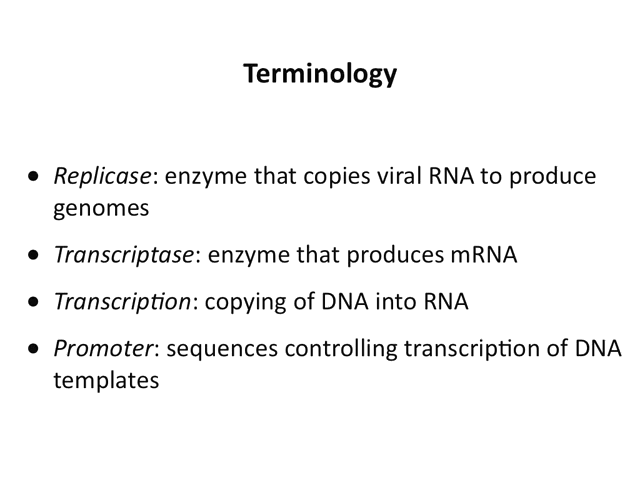 Terminology
• Replicase: enzyme that copies viral RNA to produce
genomes
• Transcriptase: enzyme that produces mRNA
• Transcription: copying of DNA into RNA
• Promoter: sequences controlling transcription of DNA
templates